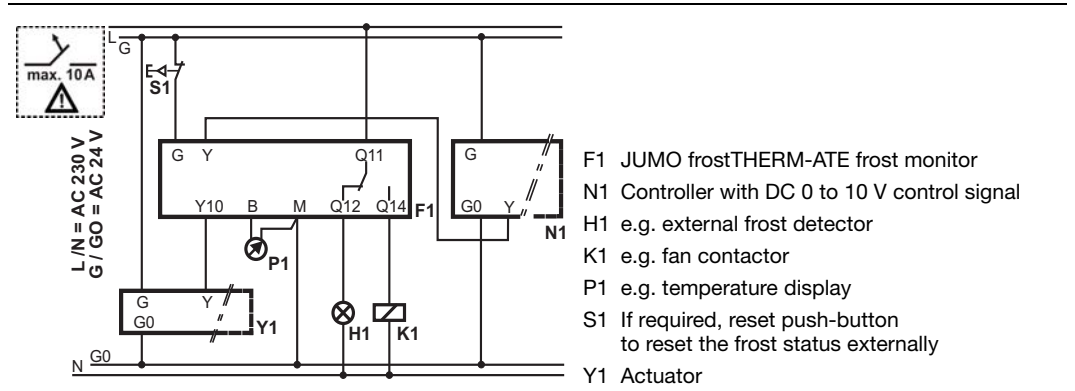 L
G
max. 10 A
S1
L /N = AC 230 V
G / GO = AC 24 V
G Y Q11
Y10 B M Q12 Q14 F1
G
G0 Y
N1
P1
G Y
G0
Y1
H1 K1
N G0
F1 JUMO frostTHERM-ATE frost monitor
N1 Controller with DC 0 to 10 V control signal
H1 e.g. external frost detector
K1 e.g. fan contactor
P1 e.g. temperature display
S1 If required, reset push-button
to reset the frost status externally
Y1 Actuator